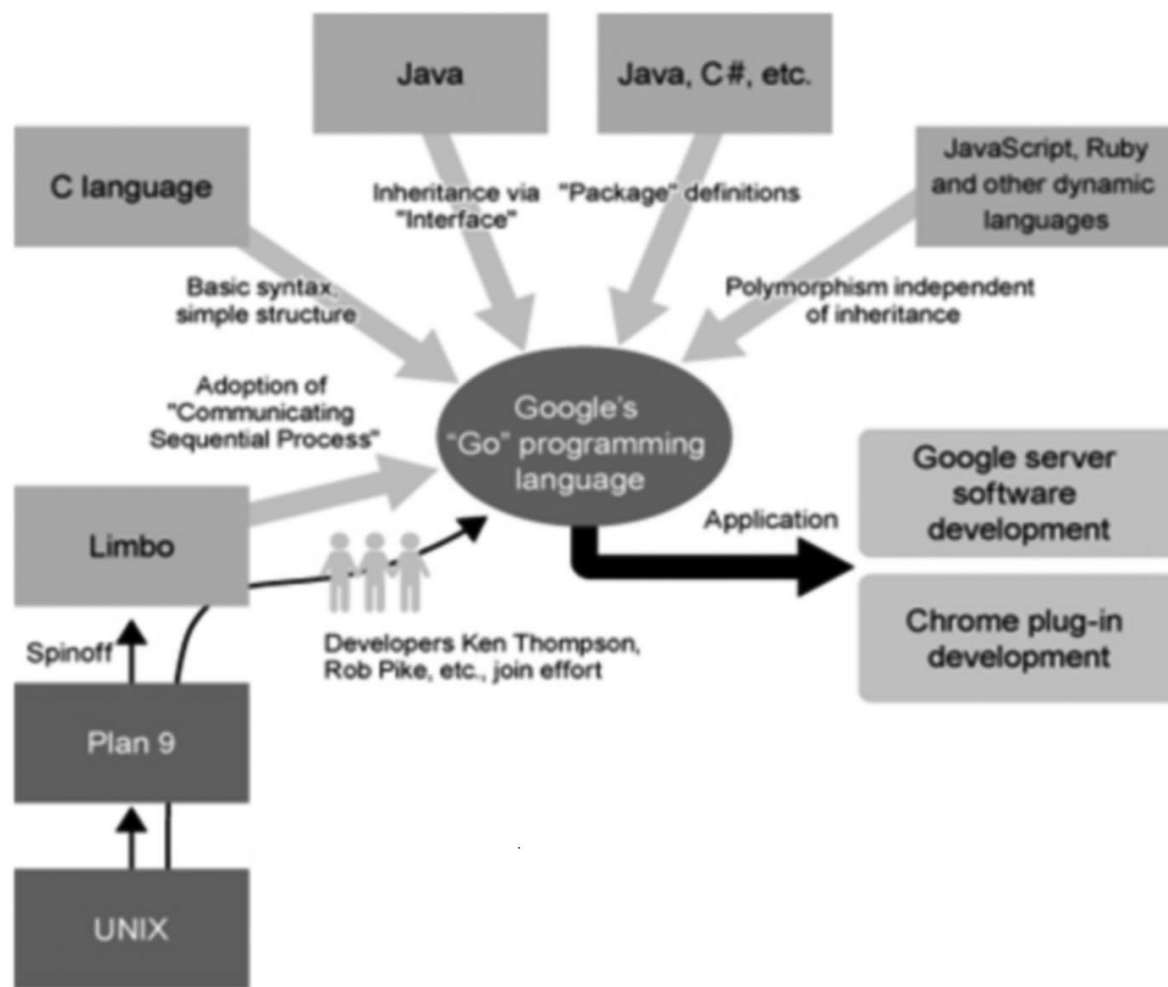 Java
Java, C#, etc.
C language
JavaScript, Ruby
and other dynamic
languages
Inheritance via
"Interface"
"Package" definitions
Basic syntax,
simple structure
Polymorphism independent
of inheritance
Adoption of
"Communicating
Sequential Process"
Google's
"Go" programming
language
Google server
software
development
Application
Limbo
Chrome plug-in
development
Developers Ken Thompson,
Rob Pike, etc., join effort
Spinoff
Plan 9
UNIX